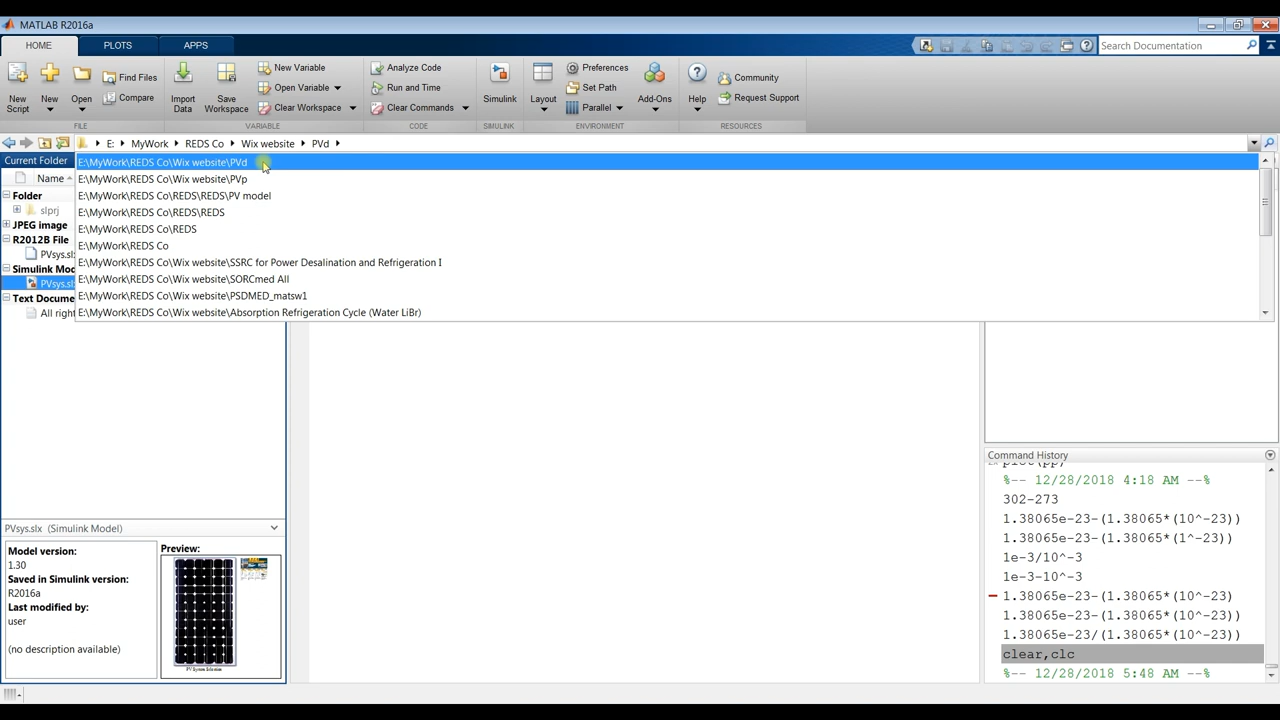 MATLAB R2016a
HOME PLOTS APPS
Search Documentation
New Script
New
Open
Find Files
Compare
FILE
Import Data
Save Workspace
New Variable
Open Variable
Clear Workspace
VARIABLE
Analyze Code
Run and Time
Clear Commands
CODE
Simulink
SIMULINK
Layout
Preferences
Set Path
Parallel
ENVIRONMENT
Add-Ons
Help
Community
Request Support
RESOURCES
E: MyWork REDS Co Wix website PVd
Current Folder
Name
Folder
slprj
JPEG image
R2012B File
PVsys.slx
Simulink Mod
PVsys.slx
Text Docume
All righ
E:\MyWork\REDS Co\Wix website\PVd
E:\MyWork\REDS Co\Wix website\PVp
E:\MyWork\REDS Co\REDS\REDS\PV model
E:\MyWork\REDS Co\REDS\REDS
E:\MyWork\REDS Co\REDS
E:\MyWork\REDS Co
E:\MyWork\REDS Co\Wix website\SSRC for Power Desalination and Refrigeration I
E:\MyWork\REDS Co\Wix website\SORCmed All
E:\MyWork\REDS Co\Wix website\PSDMED_matsw1
E:\MyWork\REDS Co\Wix website\Absorption Refrigeration Cycle (Water LiBr)
PVsys.slx (Simulink Model)
Model version:
1.30
Saved in Simulink version:
R2016a
Last modified by:
user
(no description available)
Preview:
Command History
%-- 12/28/2018 4:18 AM --%
302-273
1.38065e-23-(1.38065*(10^-23))
1.38065e-23-(1.38065*(1^-23))
1e-3/10^-3
1e-3-10^-3
1.38065e-23-(1.38065*(10^-23)
1.38065e-23-(1.38065*(10^-23))
1.38065e-23/(1.38065*(10^-23))
clear,clc
%-- 12/28/2018 5:48 AM --%